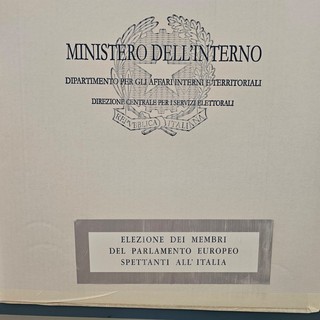 MINISTERO DELL'INTERNO
DIPARTIMENTO PER GLI AFFARI INTERNI E TERRITORIALI
DIREZIONE CENTRALE PER I SERVIZI ELETTORALI
REPVBBLICA ITALIANA
ELEZIONE DEI MEMBRI
DEL PARLAMENTO EUROPEO
SPETTANTI ALL'ITALIA